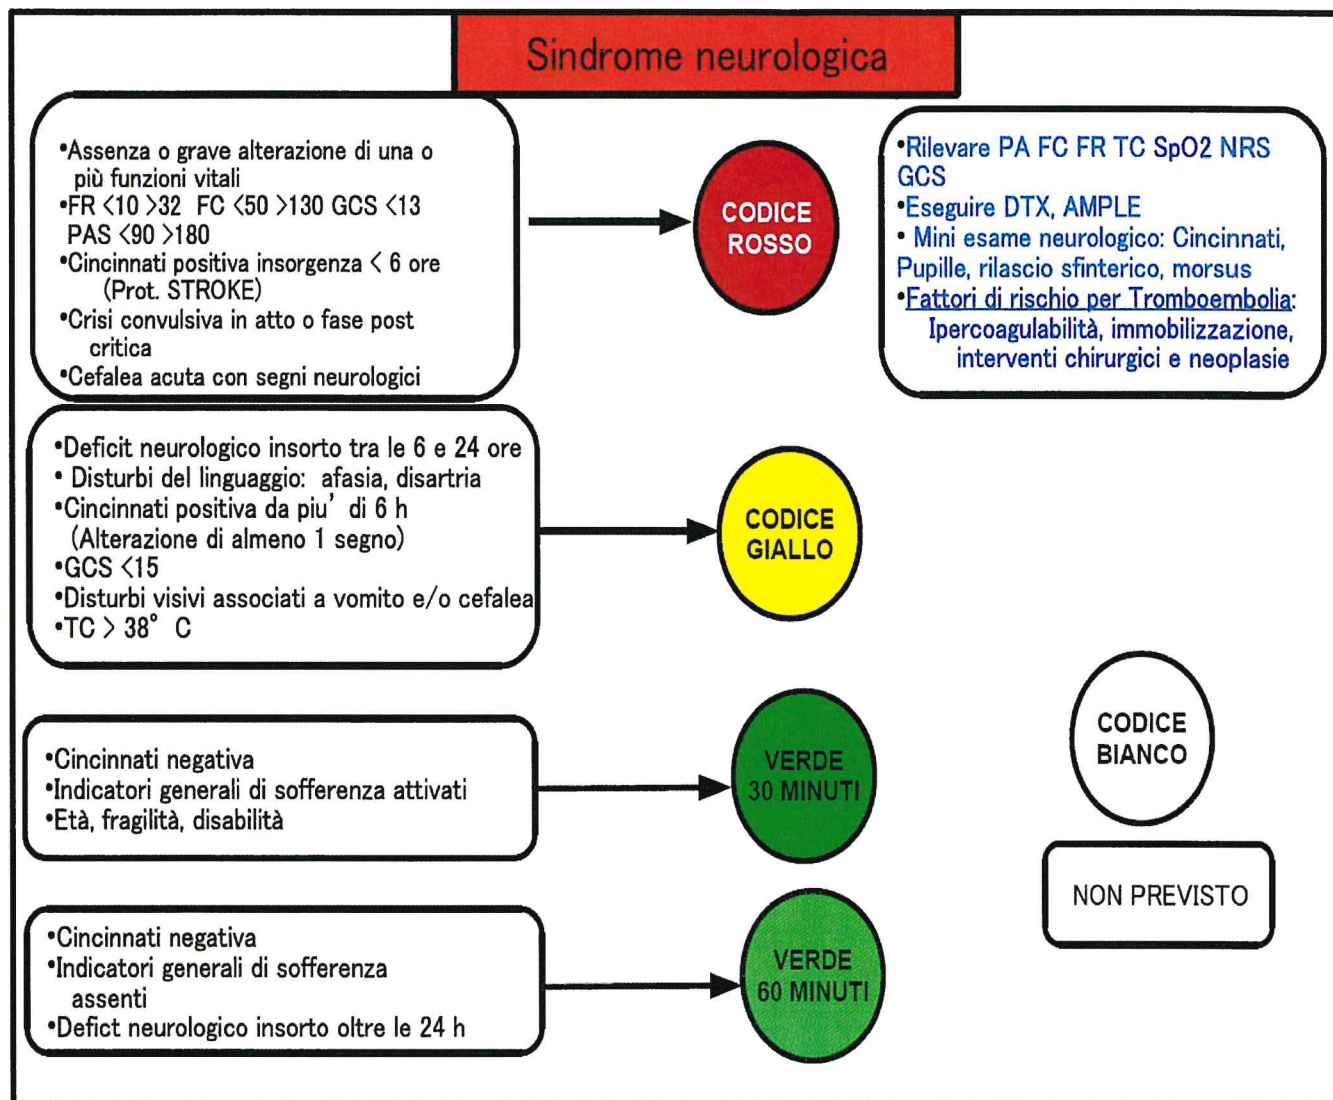 Sindrome neurologica
•Assenza o grave alterazione di una o
più funzioni vitali
•FR <10 >32 FC <50 >130 GCS <13
PAS <90 >180
•Cincinnati positiva insorgenza < 6 ore
(Prot. STROKE)
•Crisi convulsiva in atto o fase post
critica
•Cefalea acuta con segni neurologici
CODICE
ROSSO
•Rilevare PA FC FR TC SpO2 NRS
GCS
•Eseguire DTX, AMPLE
• Mini esame neurologico: Cincinnati,
Pupille, rilascio sfinterico, morsus
•Fattori di rischio per Tromboembolia:
Ipercoagulabilità, immobilizzazione,
interventi chirurgici e neoplasie
•Deficit neurologico insorto tra le 6 e 24 ore
• Disturbi del linguaggio: afasia, disartria
•Cincinnati positiva da piu' di 6 h
(Alterazione di almeno 1 segno)
•GCS <15
•Disturbi visivi associati a vomito e/o cefalea
•TC > 38° C
CODICE
GIALLO
•Cincinnati negativa
•Indicatori generali di sofferenza attivati
•Età, fragilità, disabilità
VERDE
30 MINUTI
CODICE
BIANCO
NON PREVISTO
•Cincinnati negativa
•Indicatori generali di sofferenza
assenti
•Defict neurologico insorto oltre le 24 h
VERDE
60 MINUTI